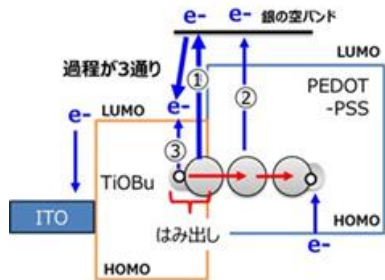 e-
銀の空バンド
過程が3通り
①
②
LUMO
PEDOT
-PSS
e-
LUMO
e-
③
TiOBu
ITO
はみ出し
HOMO
e-
HOMO